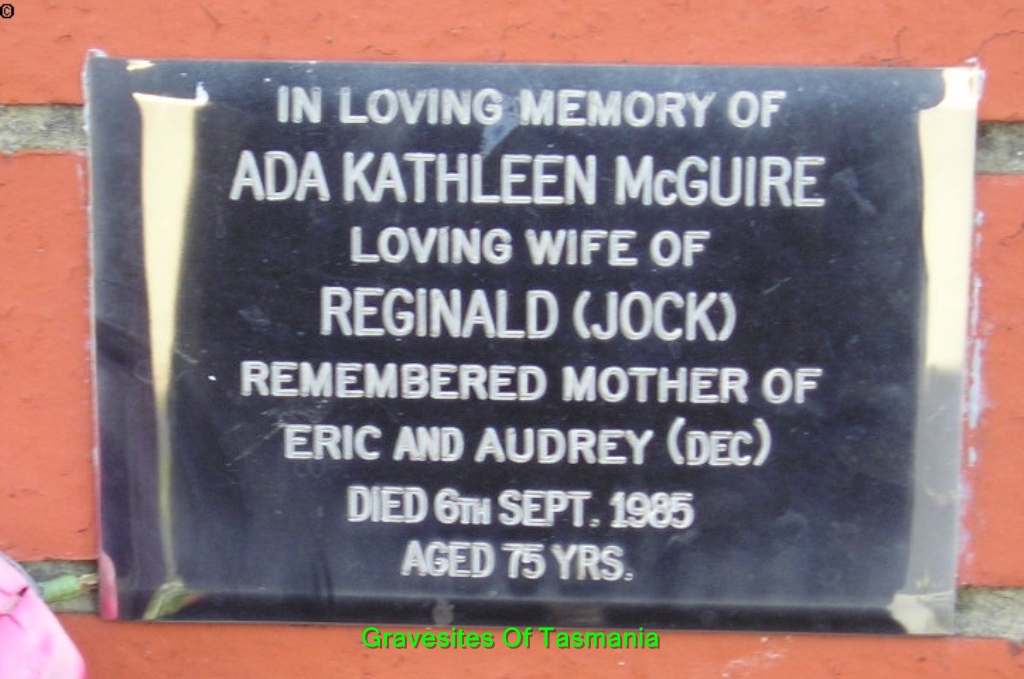 ©
IN LOVING MEMORY OF
ADA KATHLEEN McGUIRE
LOVING WIFE OF
REGINALD (JOCK)
REMEMBERED MOTHER OF
ERIC AND AUDREY (DEC)
DIED 6TH SEPT. 1985
AGED 75 YRS.
Gravesites Of Tasmania